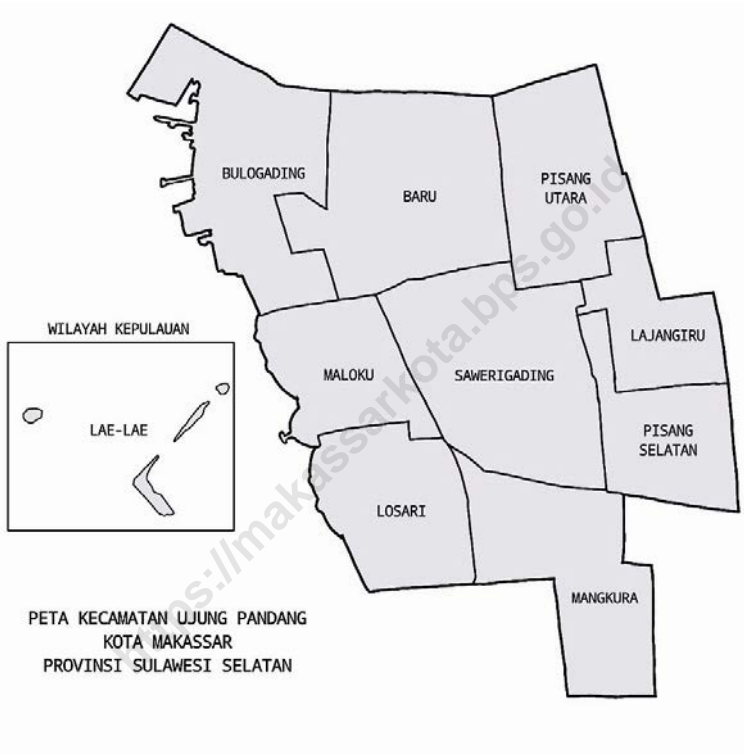 BULOGADING
BARU
PISANG
UTARA
WILAYAH KEPULAUAN
LAE-LAE
MALOKU
SAWERIGADING
LAJANGIRU
PISANG
SELATAN
LOSARI
MANGKURA
PETA KECAMATAN UJUNG PANDANG
KOTA MAKASSAR
PROVINSI SULAWESI SELATAN
https://makassarkota.bps.go.id